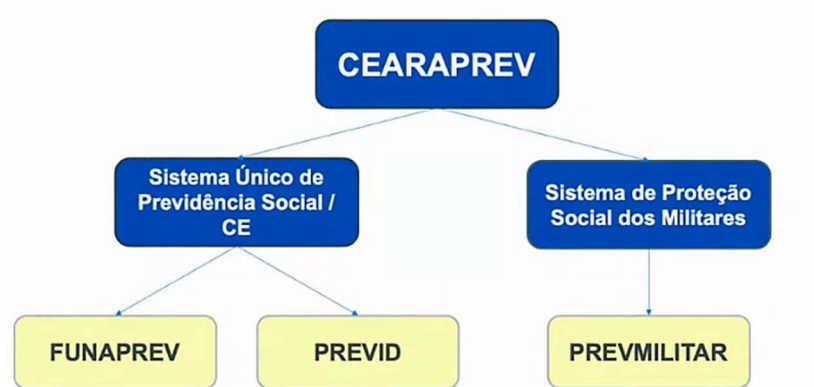 CEARAPREV
Sistema Único de
Previdência Social /
CE
Sistema de Proteção
Social dos Militares
FUNAPREV
PREVID
PREVMILITAR